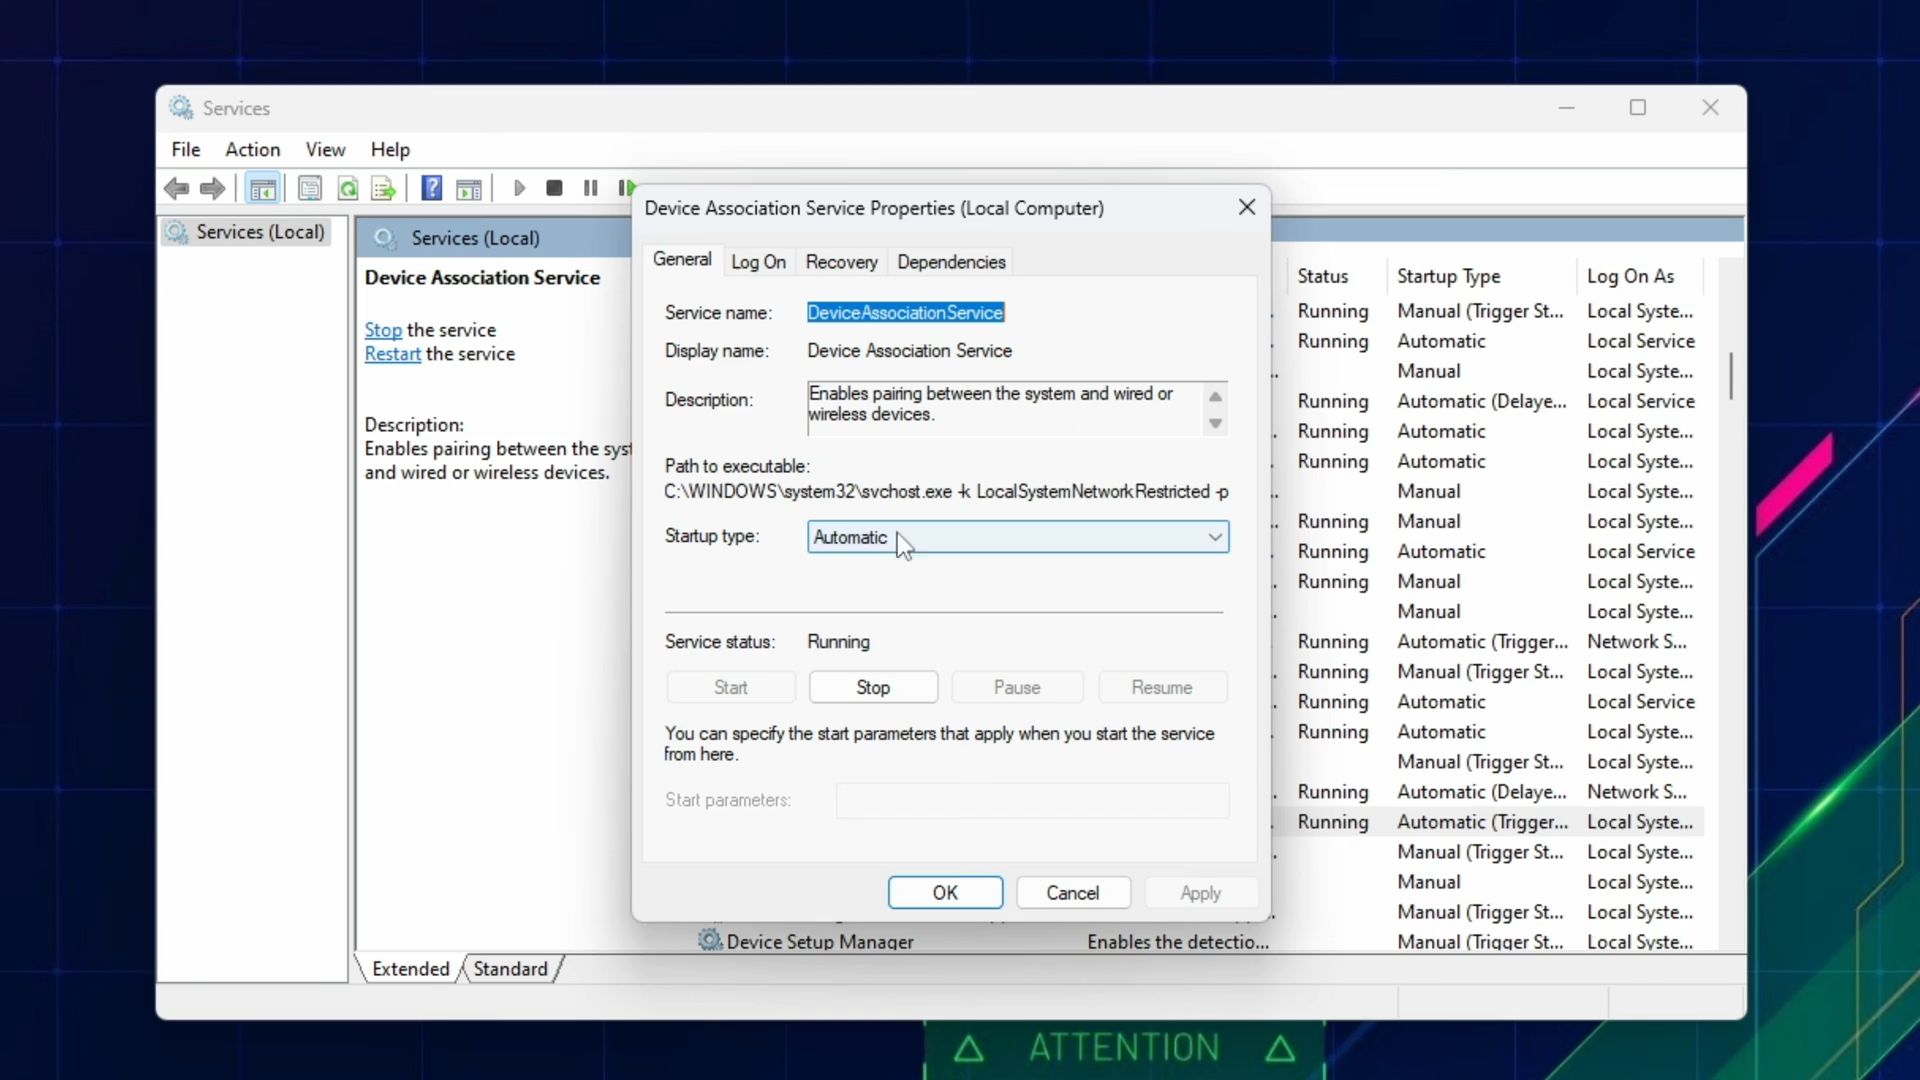 Services
File Action View Help
Services (Local)
Services (Local)
Device Association Service
Stop the service
Restart the service
Description:
Enables pairing between the syst
and wired or wireless devices.
Device Association Service Properties (Local Computer)
General Log On Recovery Dependencies
Service name: DeviceAssociationService
Display name: Device Association Service
Description: Enables pairing between the system and wired or
wireless devices.
Path to executable:
C:\WINDOWS\system32\svchost.exe -k LocalSystemNetworkRestricted -p
Startup type: Automatic
Service status: Running
Start Stop Pause Resume
You can specify the start parameters that apply when you start the service
from here.
Start parameters:
OK Cancel Apply
Status Startup Type Log On As
Running Manual (Trigger St... Local Syste...
Running Automatic Local Service
Manual Local Syste...
Running Automatic (Delaye... Local Service
Running Automatic Local Syste...
Running Automatic Local Syste...
Manual Local Syste...
Running Manual Local Syste...
Running Automatic Local Service
Running Manual Local Syste...
Manual Local Syste...
Running Automatic (Trigger... Network S...
Running Manual (Trigger St... Local Syste...
Running Automatic Local Service
Running Automatic Local Syste...
Manual (Trigger St... Local Syste...
Running Automatic (Delaye... Network S...
Running Automatic (Trigger... Local Syste...
Manual (Trigger St... Local Syste...
Manual Local Syste...
Manual (Trigger St... Local Syste...
Device Setup Manager Enables the detectio... Manual (Trigger St... Local Syste...
Extended Standard
ATTENTION